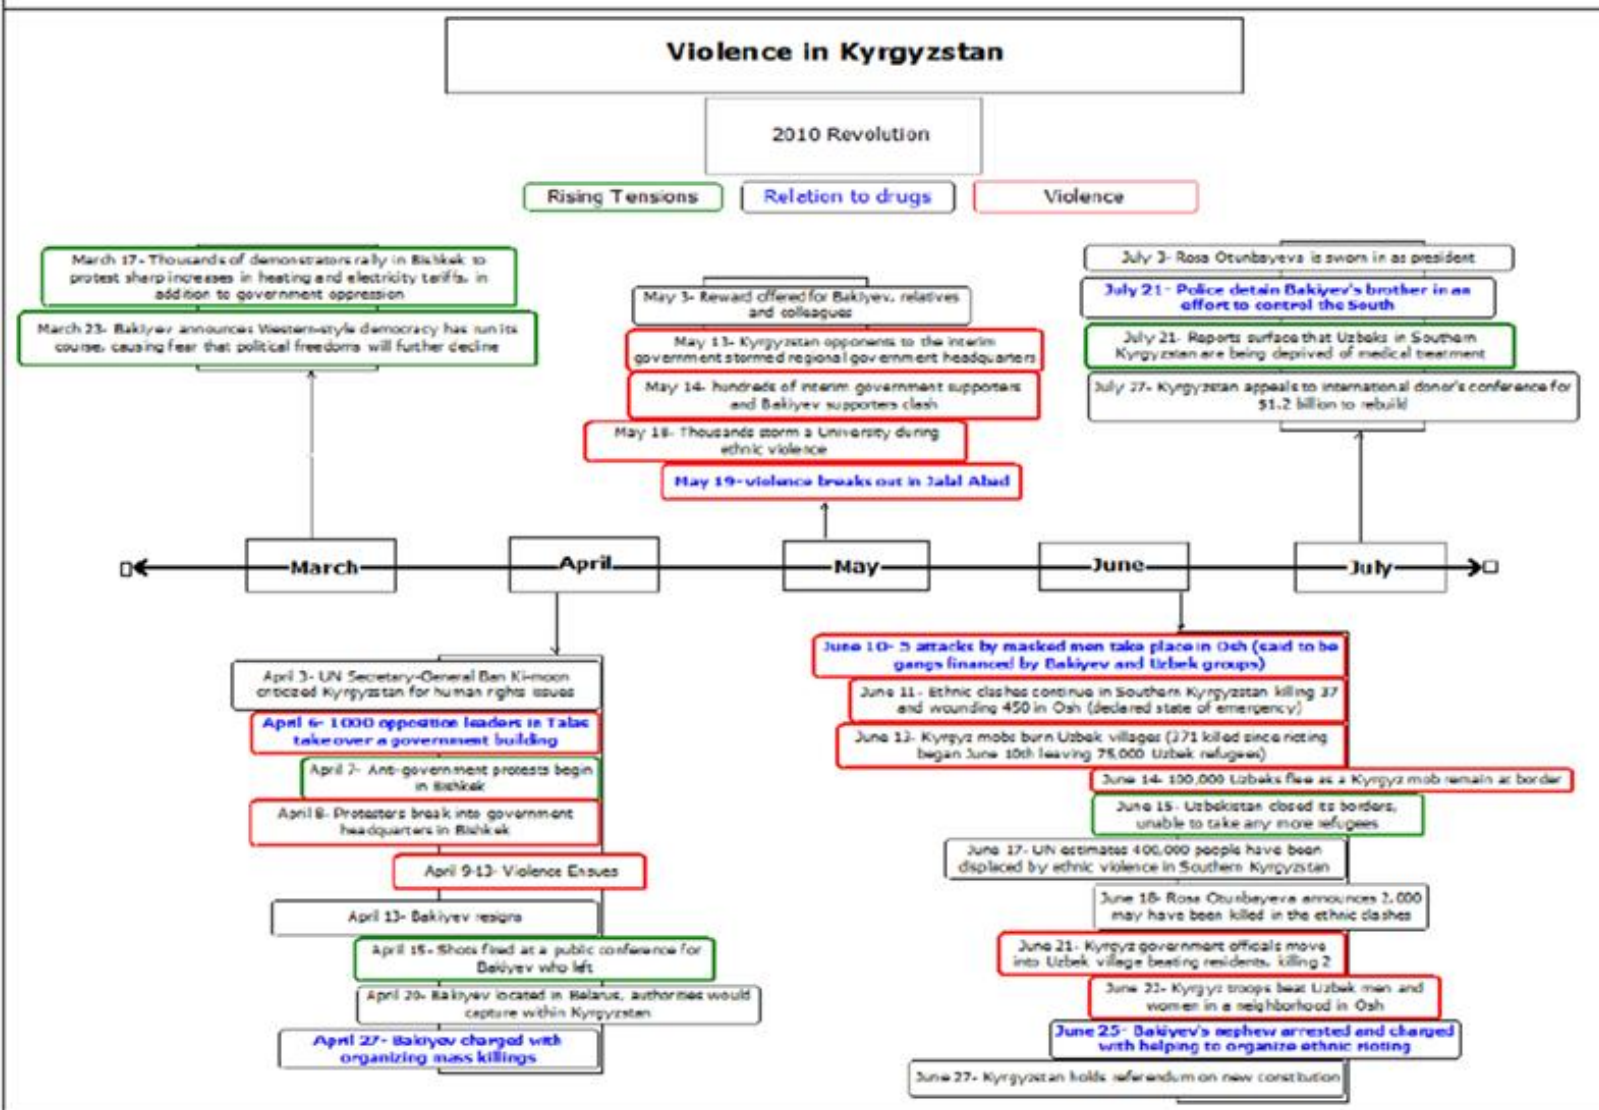 Violence in Kyrgyzstan
2010 Revolution
Rising Tensions
Relation to drugs
Violence
March 17- Thousands of demonstrators rally in Bishkek to
protest sharp increases in heating and electricity tariffs, in
addition to government oppression
March 23- Bakiyev announces Western-style democracy has run its
course, causing fear that political freedoms will further decline
May 3- Reward offered for Bakiyev, relatives
and colleagues
May 13- Kyrgyzstan opponents to the interim
government stormed regional government headquarters
May 14- hundreds of interim government supporters
and Bakiyev supporters clash
May 18- Thousands storm a University during
ethnic violence
May 19-violence breaks out in Jalal Abad
July 3- Rosa Otunbayeva is sworn in as president
July 21- Police detain Bakiyev's brother in an
effort to control the South
July 21- Reports surface that Uzbeks in Southern
Kyrgyzstan are being deprived of medical treatment
July 27- Kyrgyzstan appeals to international donor's conference for
$1.2 billion to rebuild
March
April
May
June
July
April 3- UN Secretary-General Ban Ki-moon
criticized Kyrgyzstan for human rights issues
April 6- 1000 opposition leaders in Talas
take over a government building
April 7- Anti-government protests begin
in Bishkek
April 8- Protesters break into government
headquarters in Bishkek
April 9-13- Violence Ensues
April 13- Bakiyev resigns
April 15- Shots fired at a public conference for
Bakiyev who left
April 20- Bakiyev located in Belarus, authorities would
capture within Kyrgyzstan
April 27- Bakiyev charged with
organizing mass killings
June 10- 5 attacks by masked men take place in Osh (said to be
gangs financed by Bakiyev and Uzbek groups)
June 11- Ethnic clashes continue in Southern Kyrgyzstan killing 37
and wounding 450 in Osh (declared state of emergency)
June 13- Kyrgyz mobs burn Uzbek villages (371 killed since rioting
began June 10th leaving 75,000 Uzbek refugees)
June 14- 100,000 Uzbeks flee as a Kyrgyz mob remain at border
June 15- Uzbekistan closed its borders,
unable to take any more refugees
June 17- UN estimates 400,000 people have been
displaced by ethnic violence in Southern Kyrgyzstan
June 18- Rosa Otunbayeva announces 2,000
may have been killed in the ethnic clashes
June 21- Kyrgyz government officials move
into Uzbek village beating residents, killing 2
June 23- Kyrgyz troops beat Uzbek men and
women in a neighborhood in Osh
June 25- Bakiyev's nephew arrested and charged
with helping to organize ethnic rioting
June 27- Kyrgyzstan holds referendum on new constitution